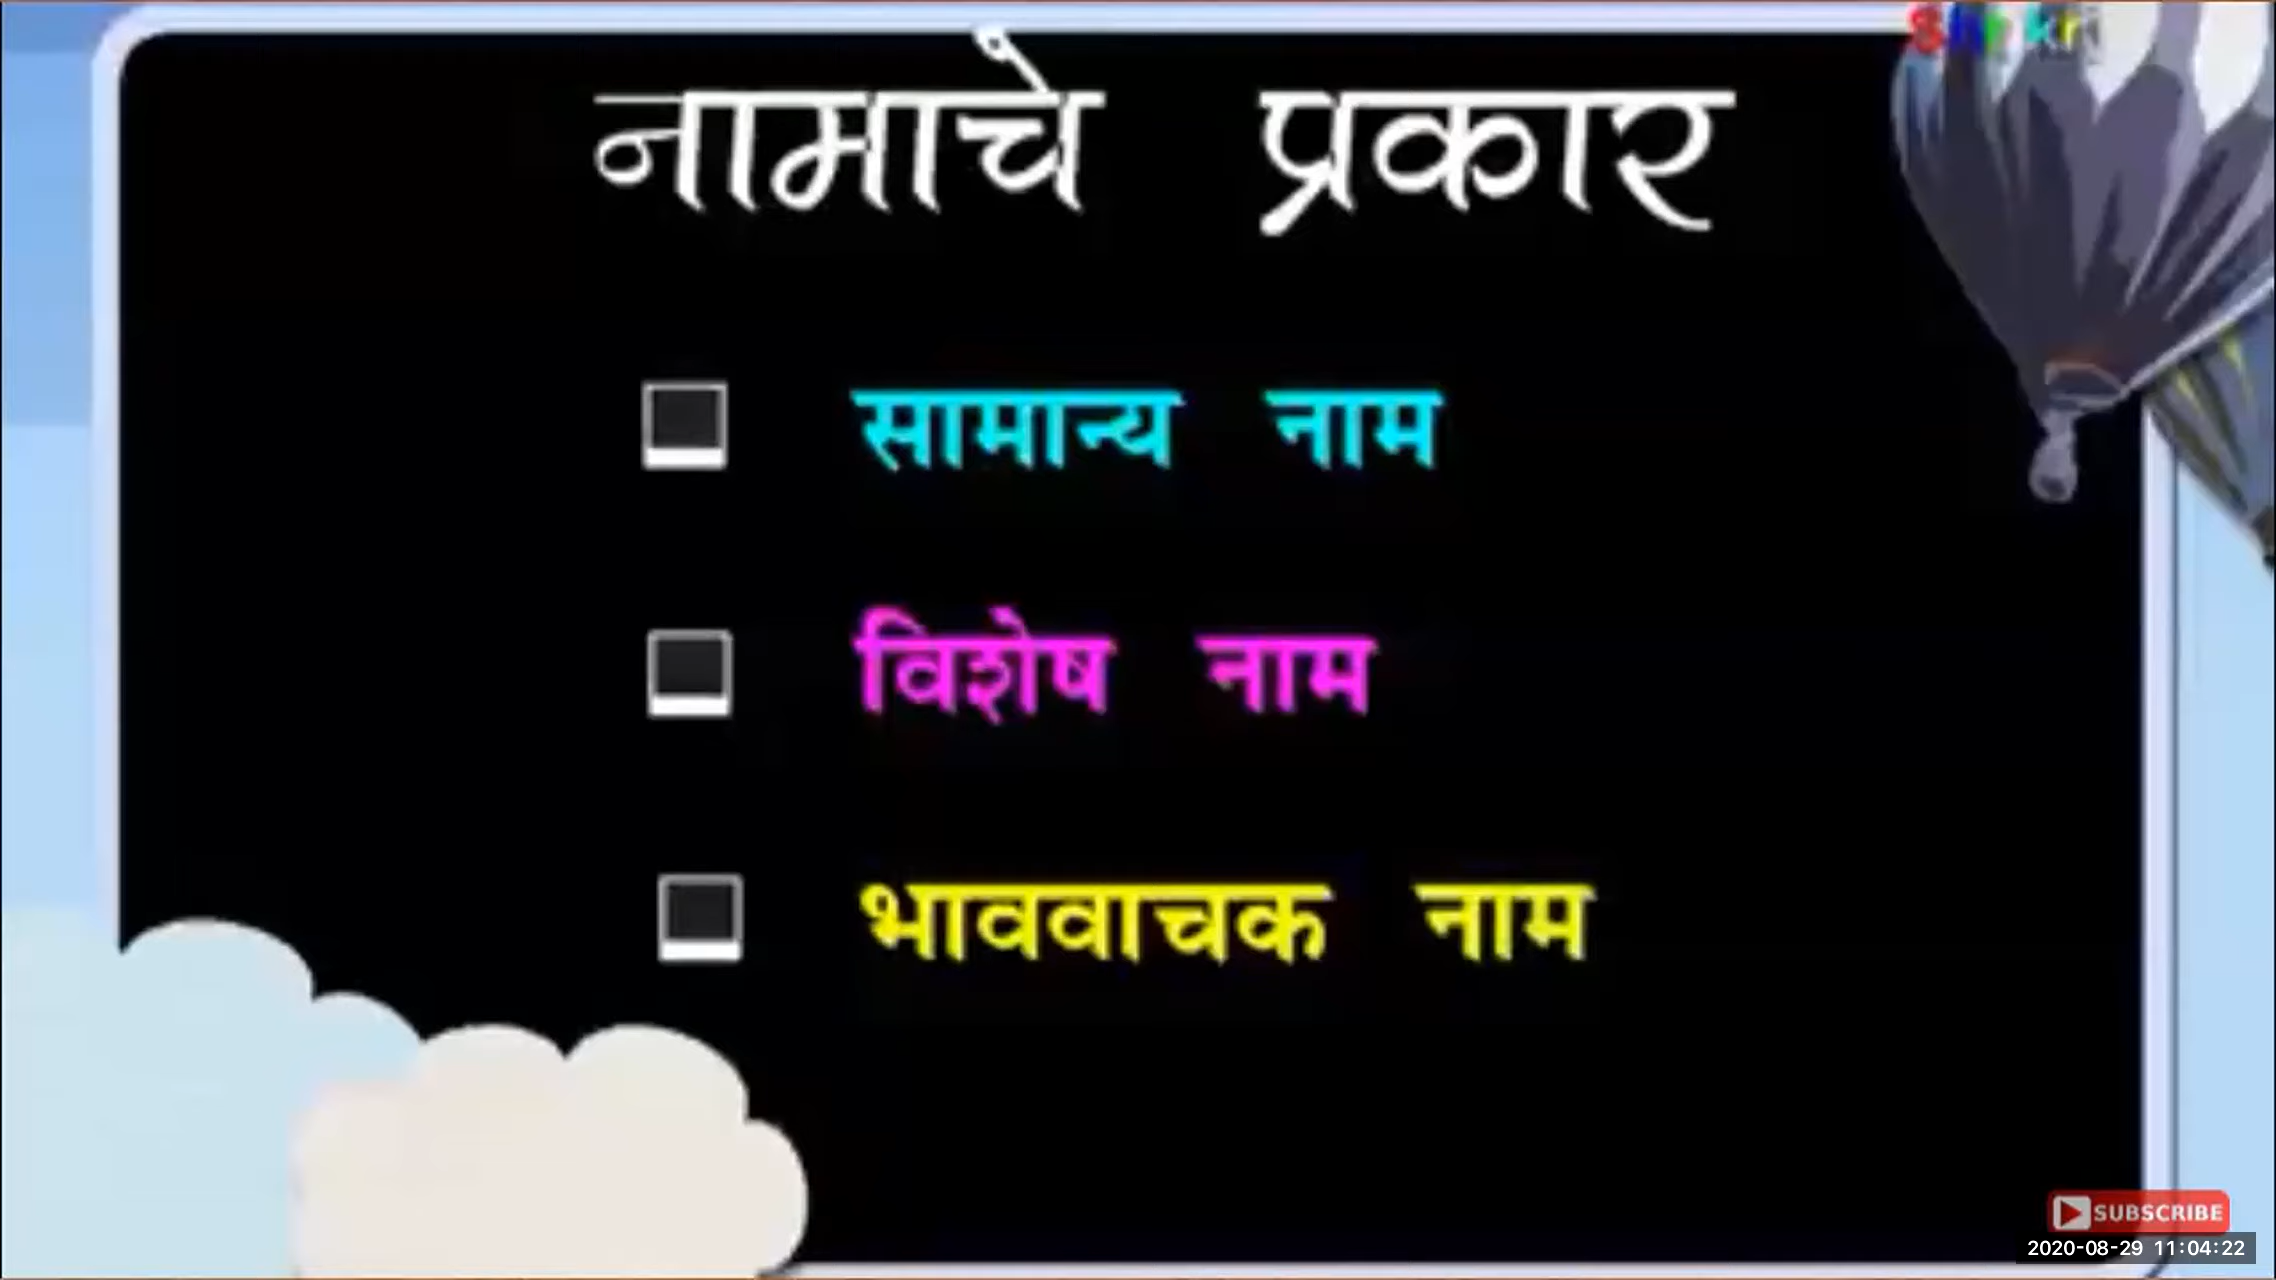 नामाचे प्रकार
सामान्य नाम
विशेष नाम
भाववाचक नाम
SUBSCRIBE
2020-08-29 11:04:22